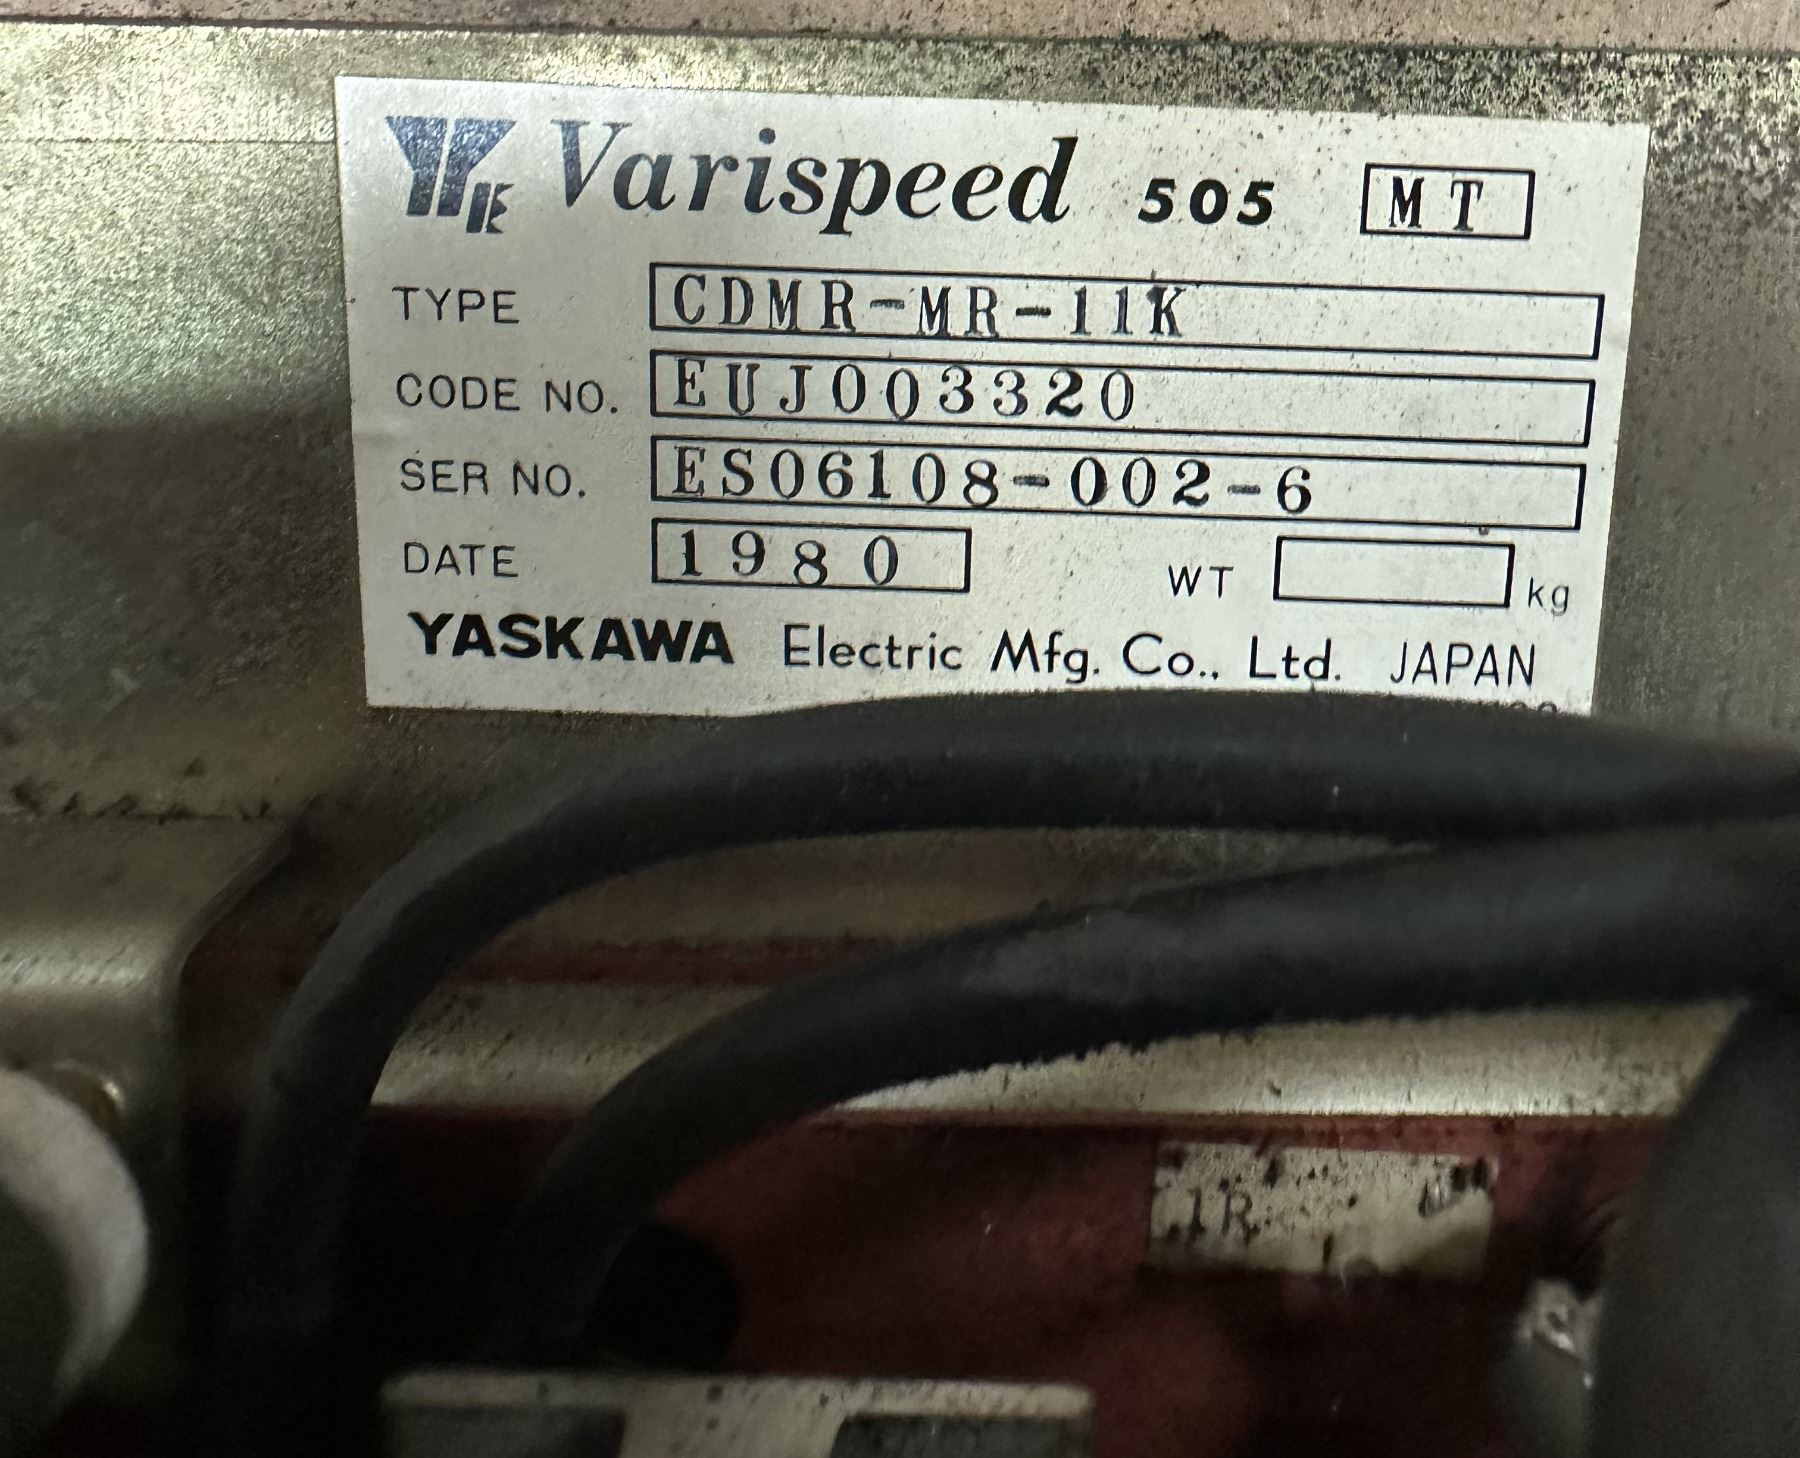 Varispeed 505 MT
TYPE CDMR-MR-11K
CODE NO. EUJ003320
SER NO. ES06108-002-6
DATE 1980 WT kg
YASKAWA Electric Mfg. Co., Ltd. JAPAN
1R